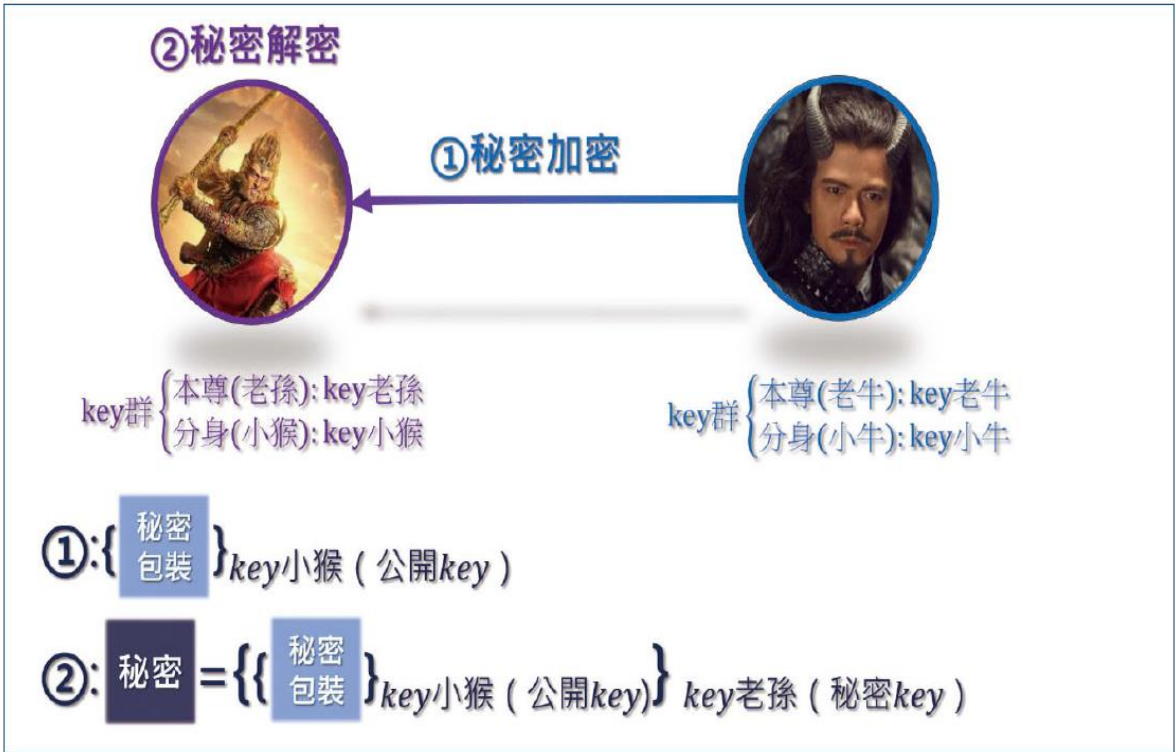 ②秘密解密
①秘密加密
key群{本尊(老孫): key老孫
分身(小猴): key小猴
key群{本尊(老牛): key老牛
分身(小牛): key小牛
①:{秘密包裝}key小猴(公開key)
②: 秘密={{秘密包裝}key小猴(公開key)} key老孫(秘密key)